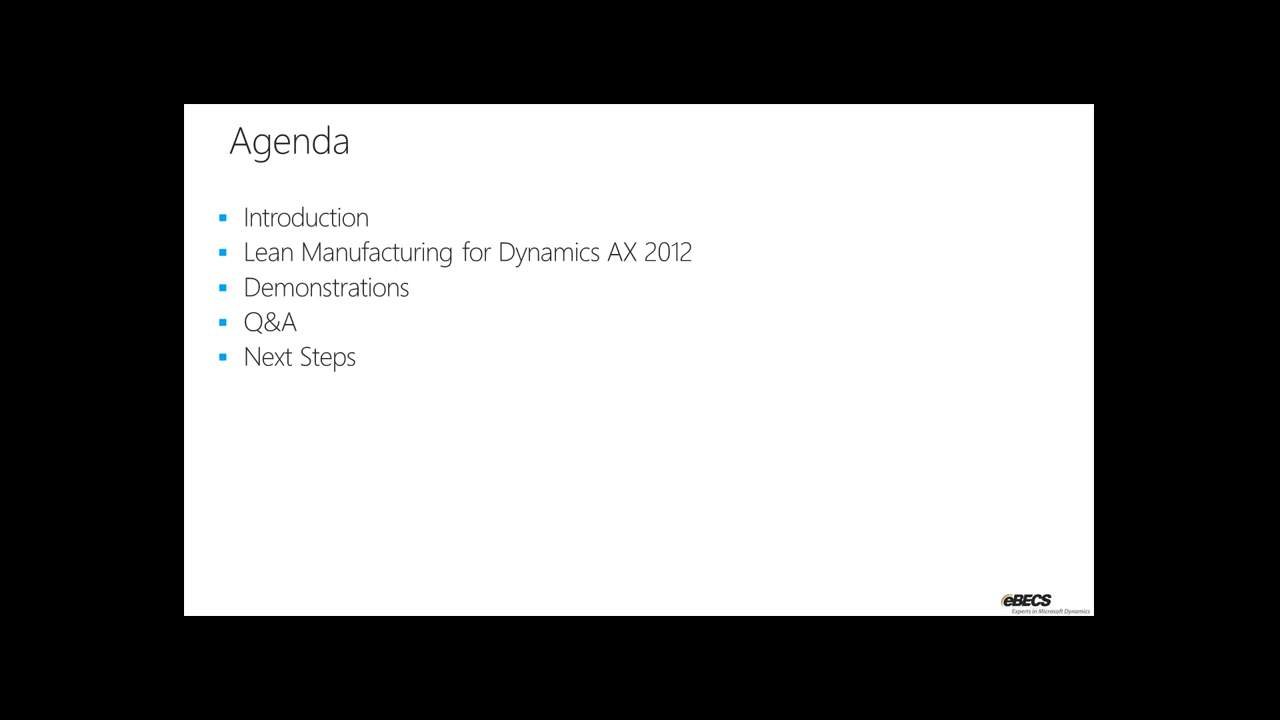 Agenda
Introduction
Lean Manufacturing for Dynamics AX 2012
Demonstrations
Q&A
Next Steps
eBECS
Experts in Microsoft Dynamics